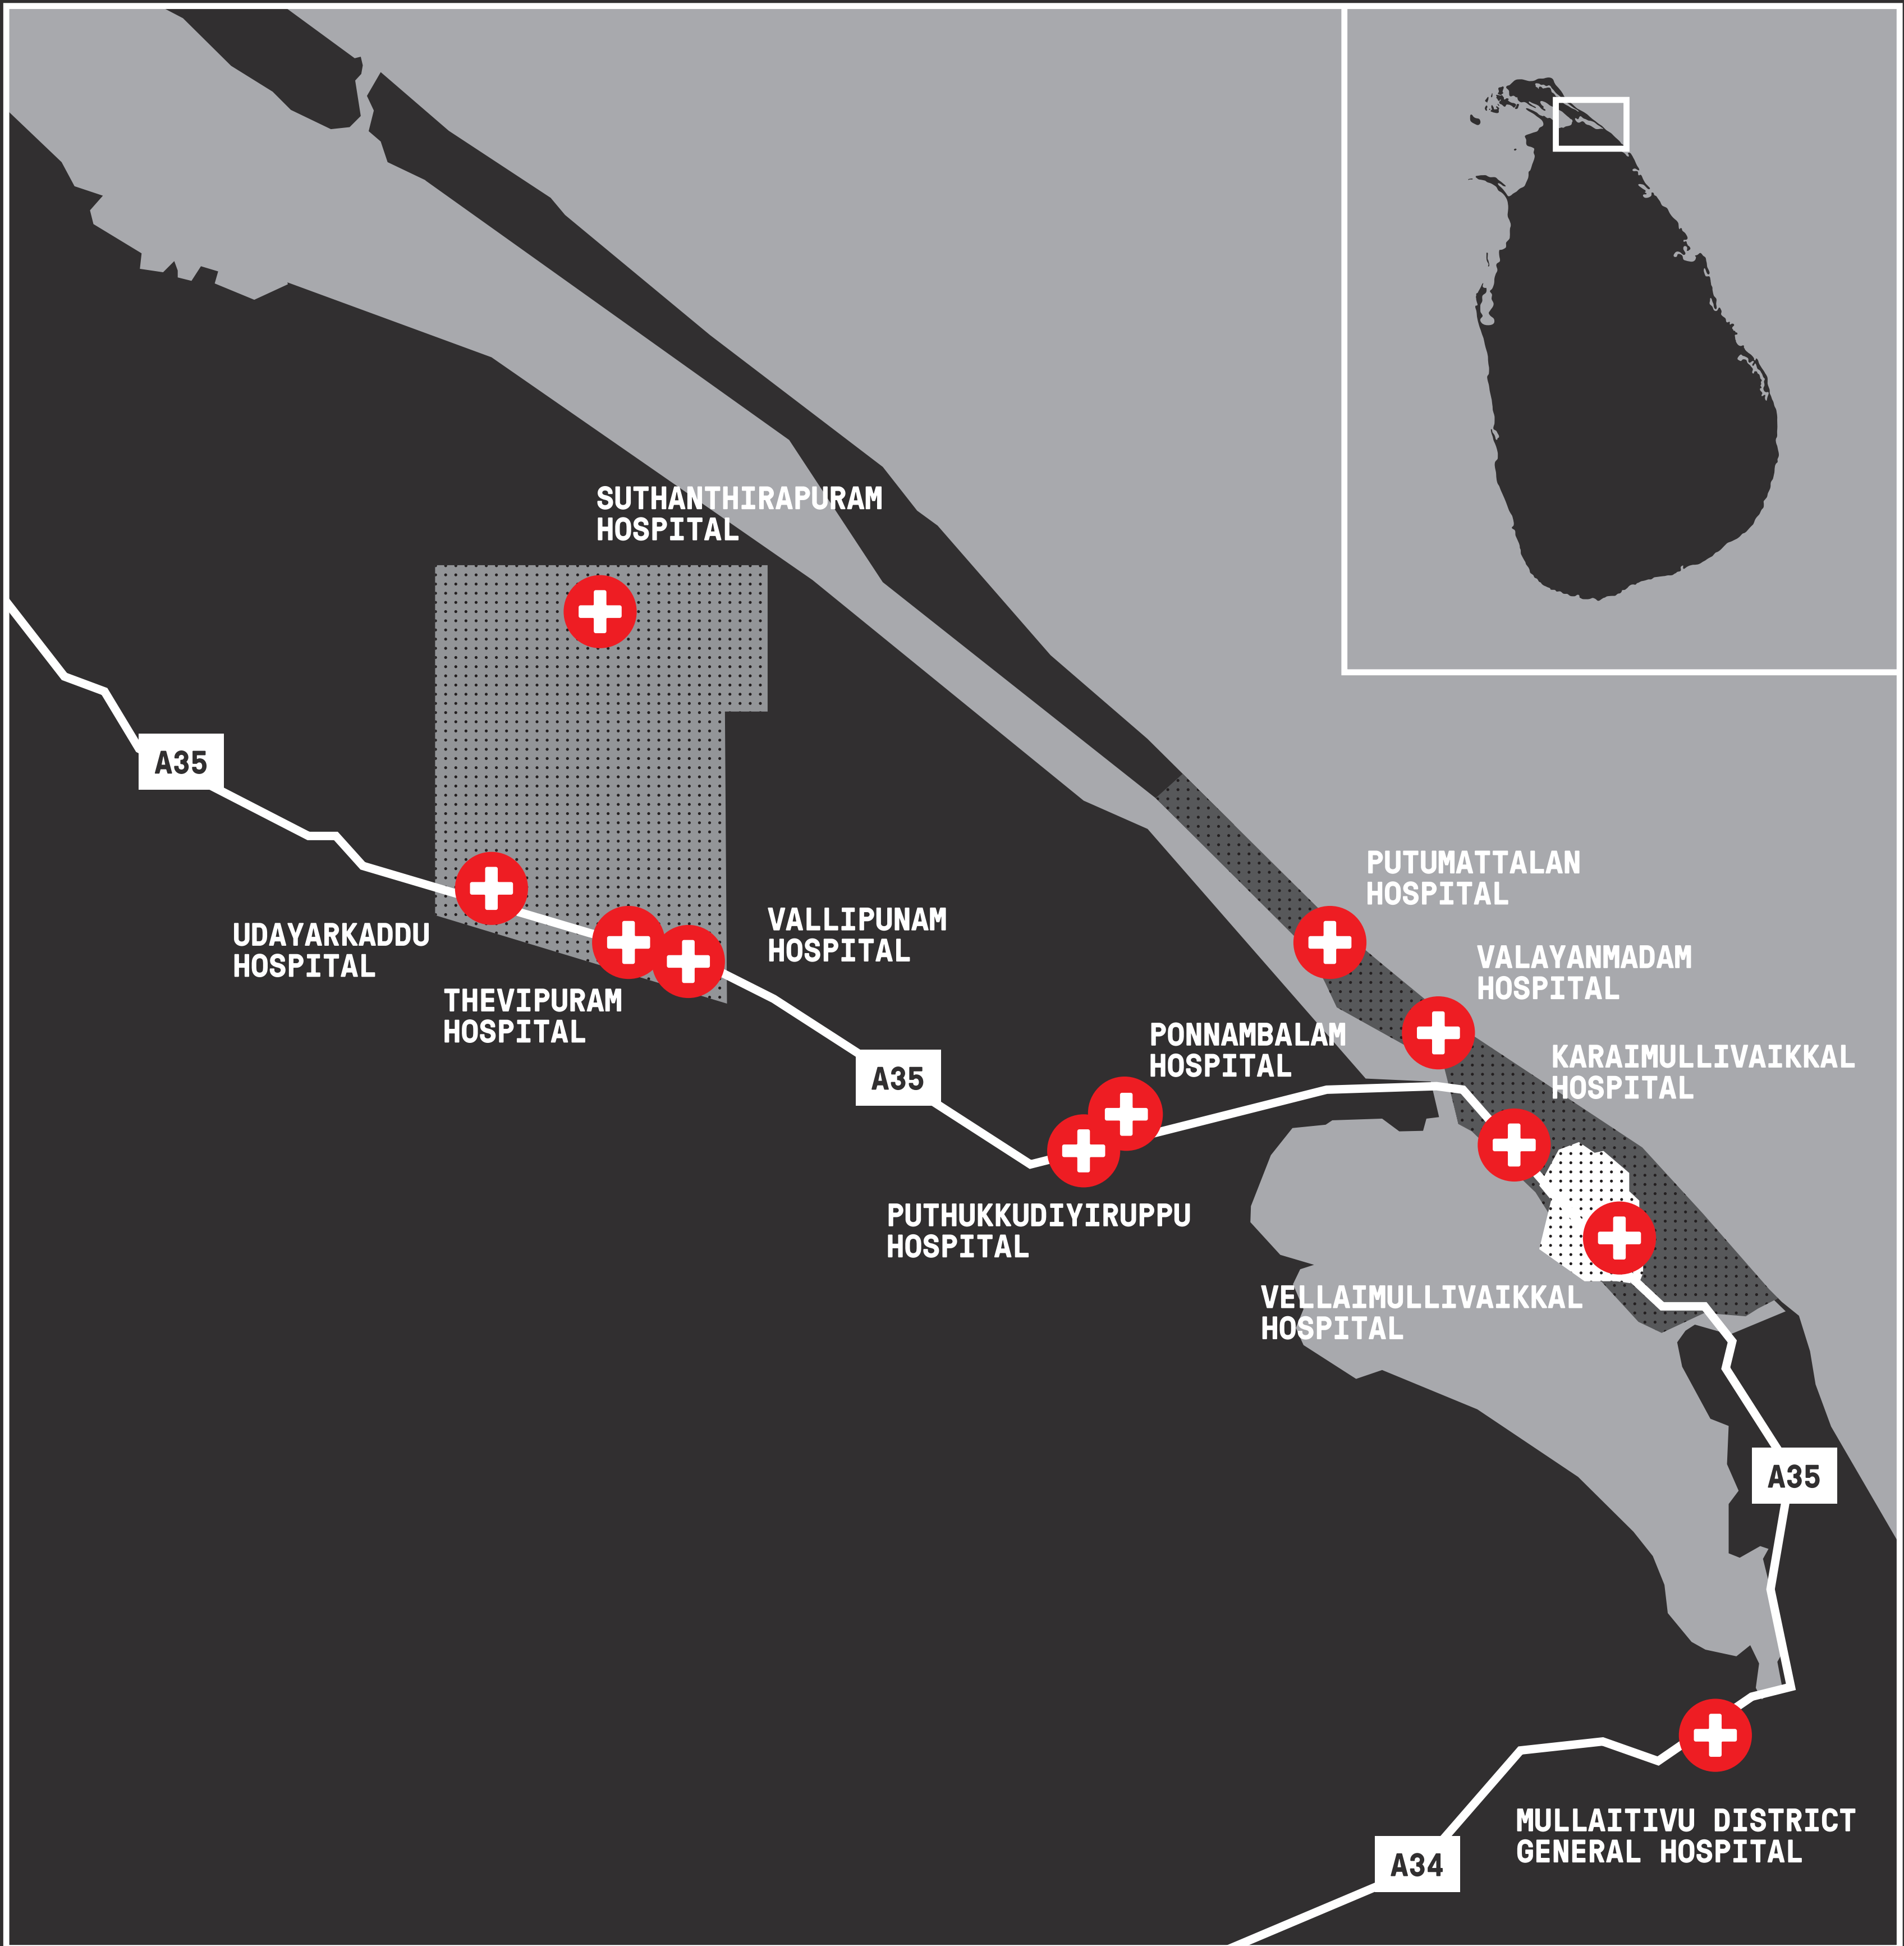 SUTHANTHIRAPURAM
HOSPITAL
A35
PUTUMATTALAN
HOSPITAL
UDAYARKADDU
HOSPITAL
VALLIPUNAM
HOSPITAL
VALAYANMADAM
HOSPITAL
THEVIPURAM
HOSPITAL
PONNAMBALAM
HOSPITAL
KARAIMULLIVAIKKAL
HOSPITAL
A35
PUTHUKKUDIYIRUPPU
HOSPITAL
VELLAIMULLIVAIKKAL
HOSPITAL
A35
MULLAITIVU DISTRICT
GENERAL HOSPITAL
A34